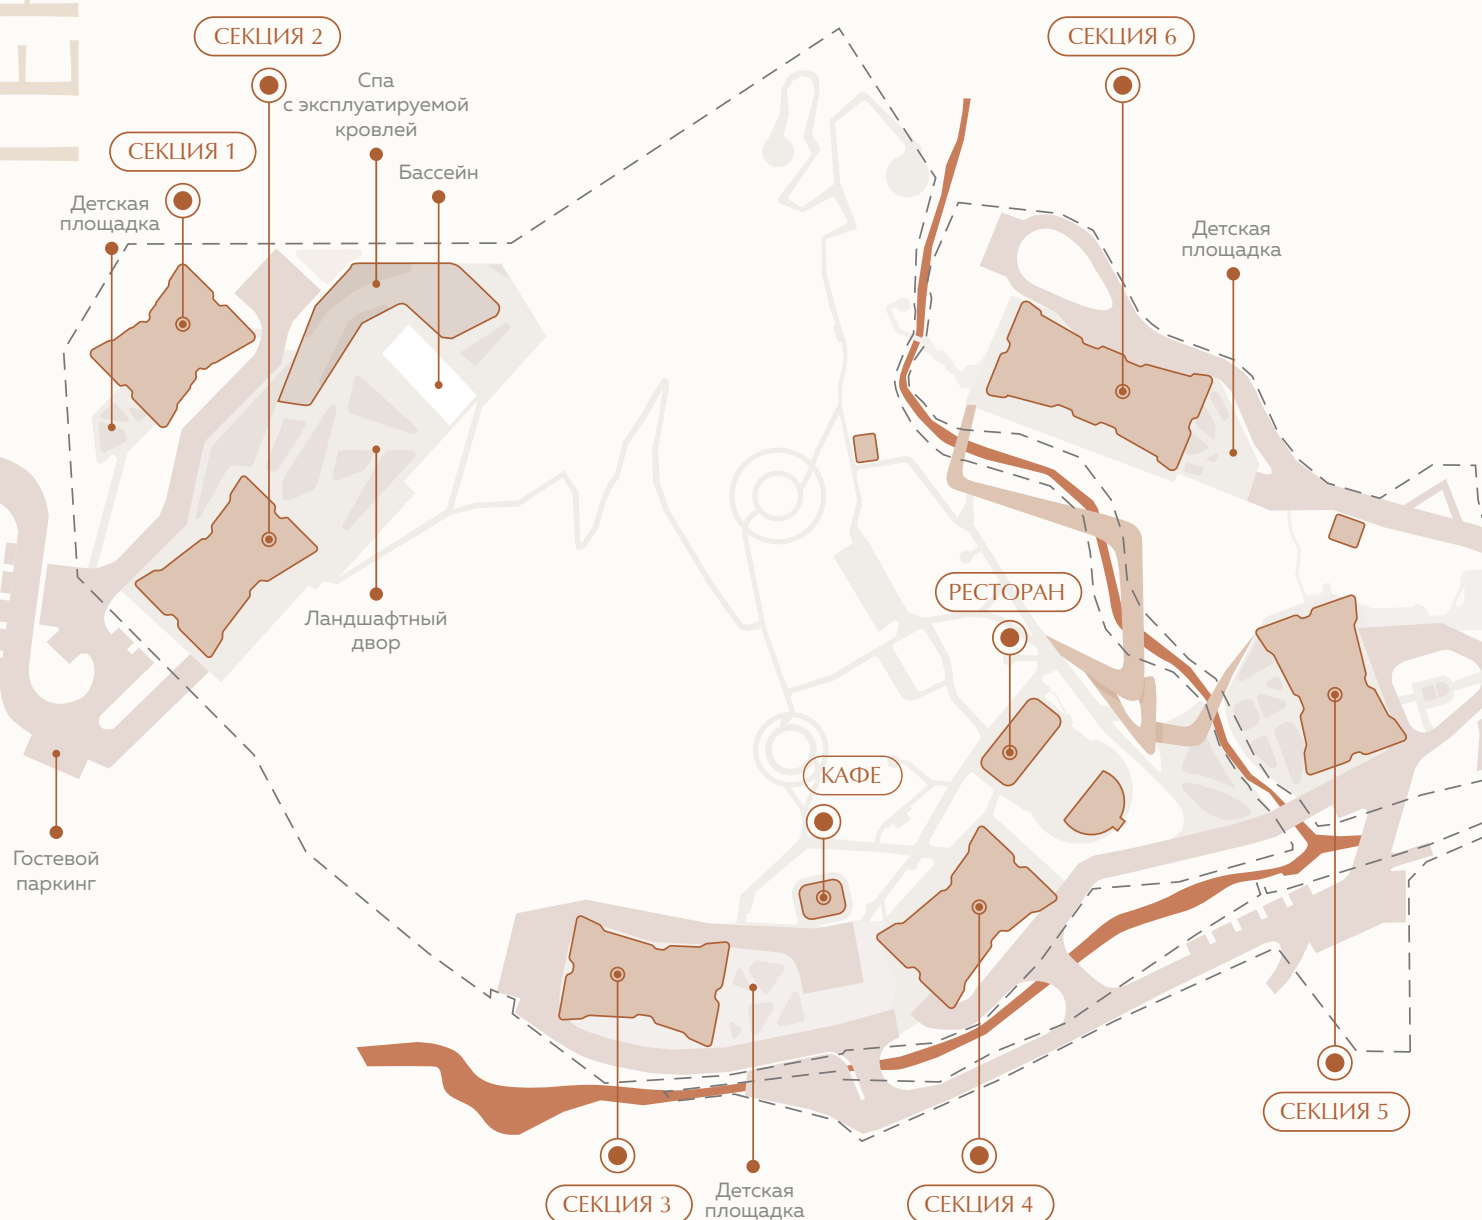 СЕКЦИЯ 2
СЕКЦИЯ 6
Спа
с эксплуатируемой
кровлей
СЕКЦИЯ 1
Бассейн
Детская
площадка
Детская
площадка
РЕСТОРАН
Ландшафтный
двор
КАФЕ
Гостевой
паркинг
СЕКЦИЯ 5
СЕКЦИЯ 3
Детская
площадка
СЕКЦИЯ 4